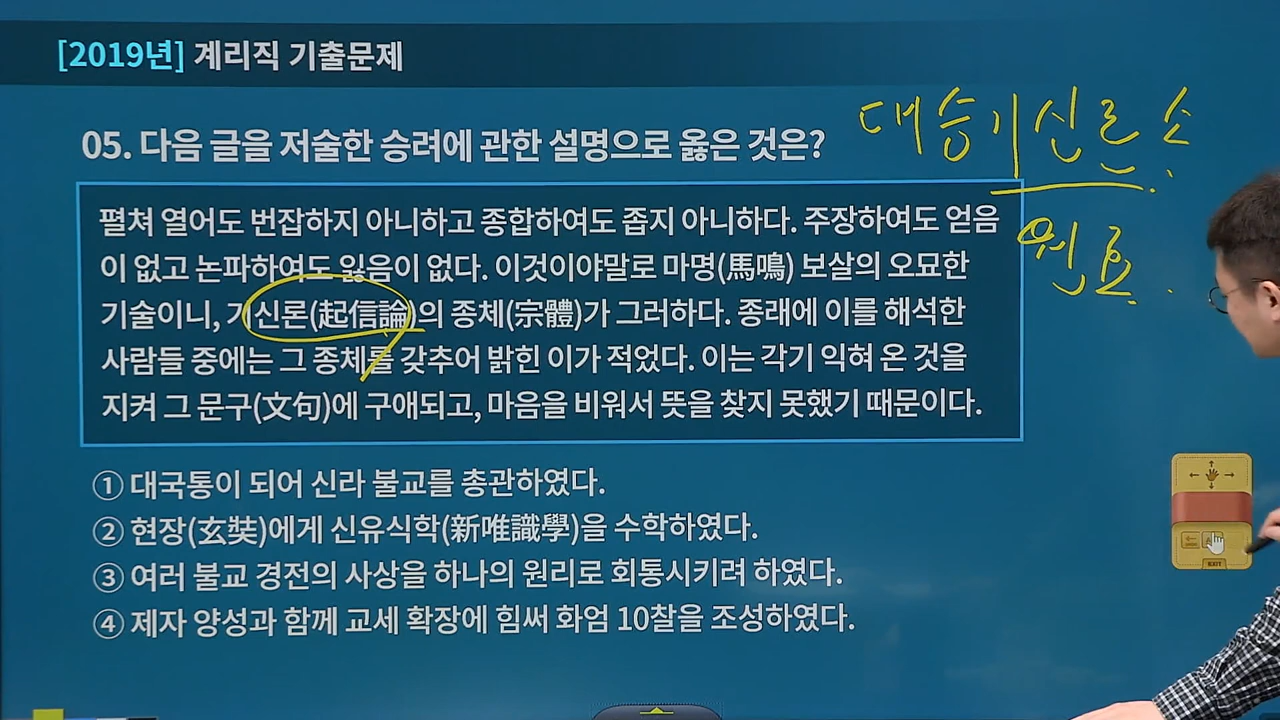 [2019년] 계리직 기출문제
대승기신론소
05. 다음 글을 저술한 승려에 관한 설명으로 옳은 것은?
원효
펼쳐 열어도 번잡하지 아니하고 종합하여도 좁지 아니하다. 주장하여도 얻음
이 없고 논파하여도 잃음이 없다. 이것이야말로 마명(馬鳴) 보살의 오묘한
기술이니, 기신론(起信論)의 종체(宗體)가 그러하다. 종래에 이를 해석한
사람들 중에는 그 종체를 갖추어 밝힌 이가 적었다. 이는 각기 익혀 온 것을
지켜 그 문구(文句)에 구애되고, 마음을 비워서 뜻을 찾지 못했기 때문이다.
① 대국통이 되어 신라 불교를 총관하였다.
② 현장(玄奘)에게 신유식학(新唯識學)을 수학하였다.
③ 여러 불교 경전의 사상을 하나의 원리로 회통시키려 하였다.
④ 제자 양성과 함께 교세 확장에 힘써 화엄 10찰을 조성하였다.
EXIT